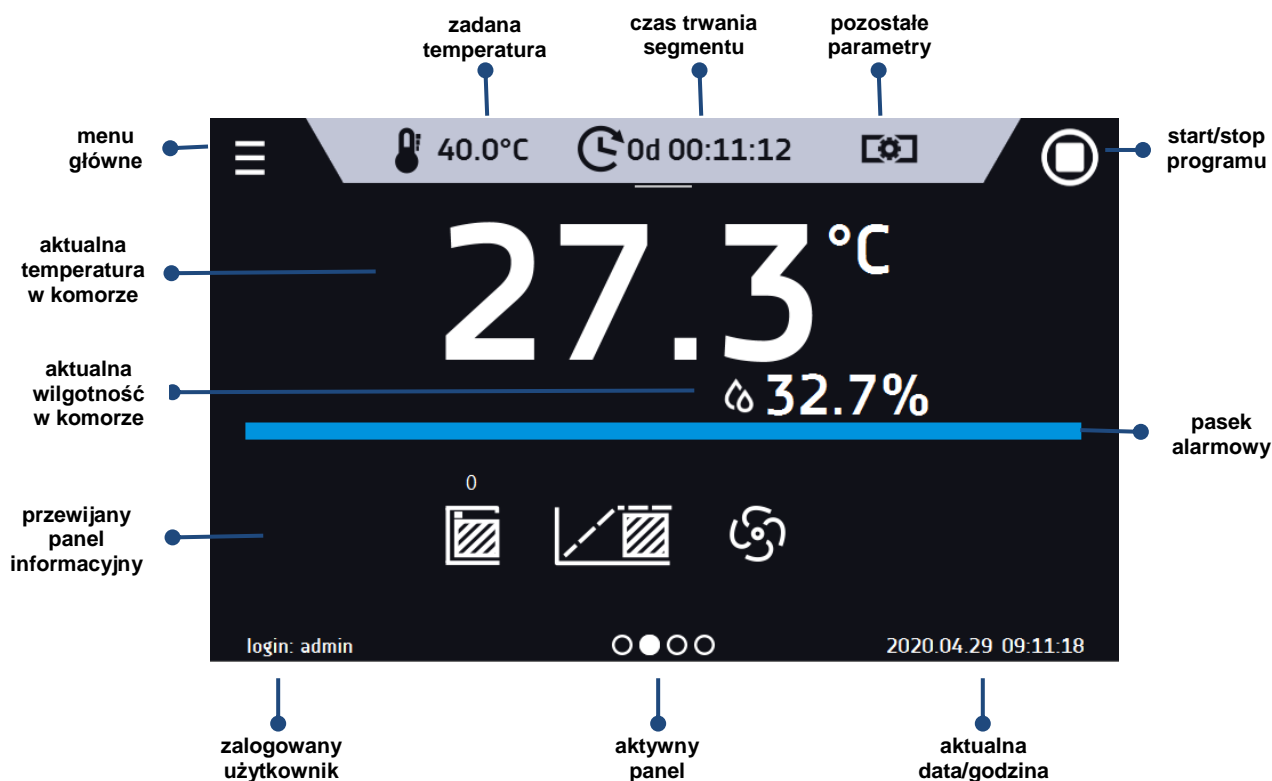 zadana
temperatura
czas trwania
segmentu
pozostałe
parametry
menu
główne
40.0°C
0d 00:11:12
start/stop
programu
aktualna
temperatura
w komorze
27.3°C
aktualna
wilgotność
w komorze
32.7%
pasek
alarmowy
0
przewijany
panel
informacyjny
login: admin
2020.04.29 09:11:18
zalogowany
użytkownik
aktywny
panel
aktualna
data/godzina